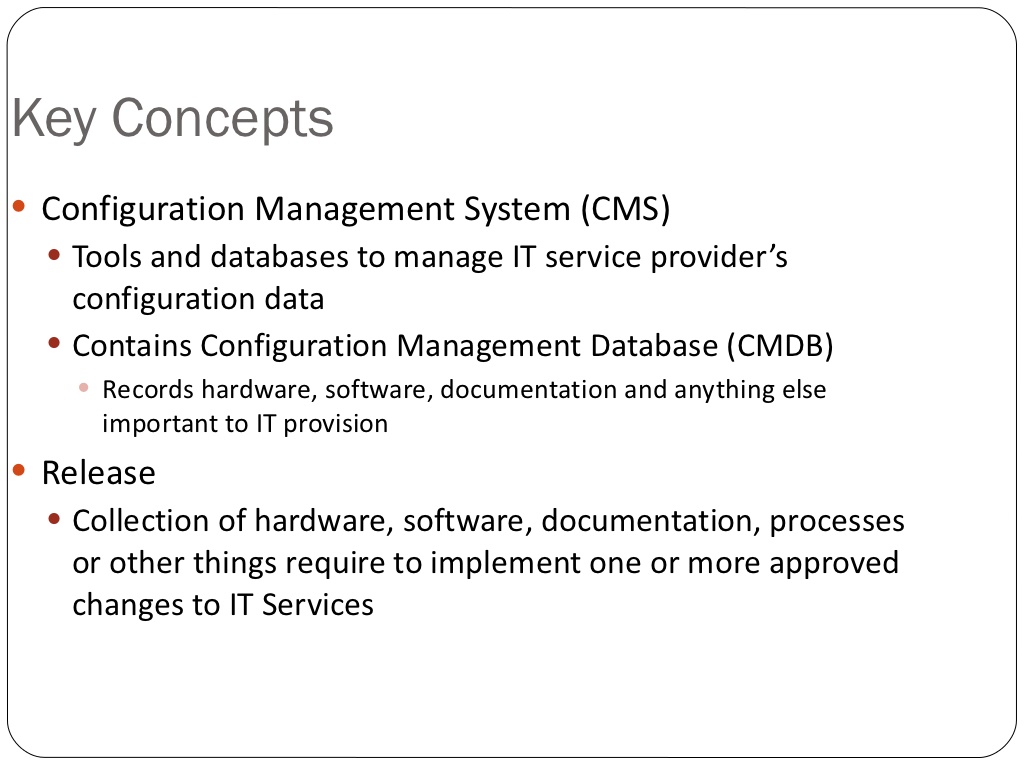 Key Concepts
• Configuration Management System (CMS)
• Tools and databases to manage IT service provider’s
configuration data
• Contains Configuration Management Database (CMDB)
• Records hardware, software, documentation and anything else
important to IT provision
• Release
• Collection of hardware, software, documentation, processes
or other things require to implement one or more approved
changes to IT Services